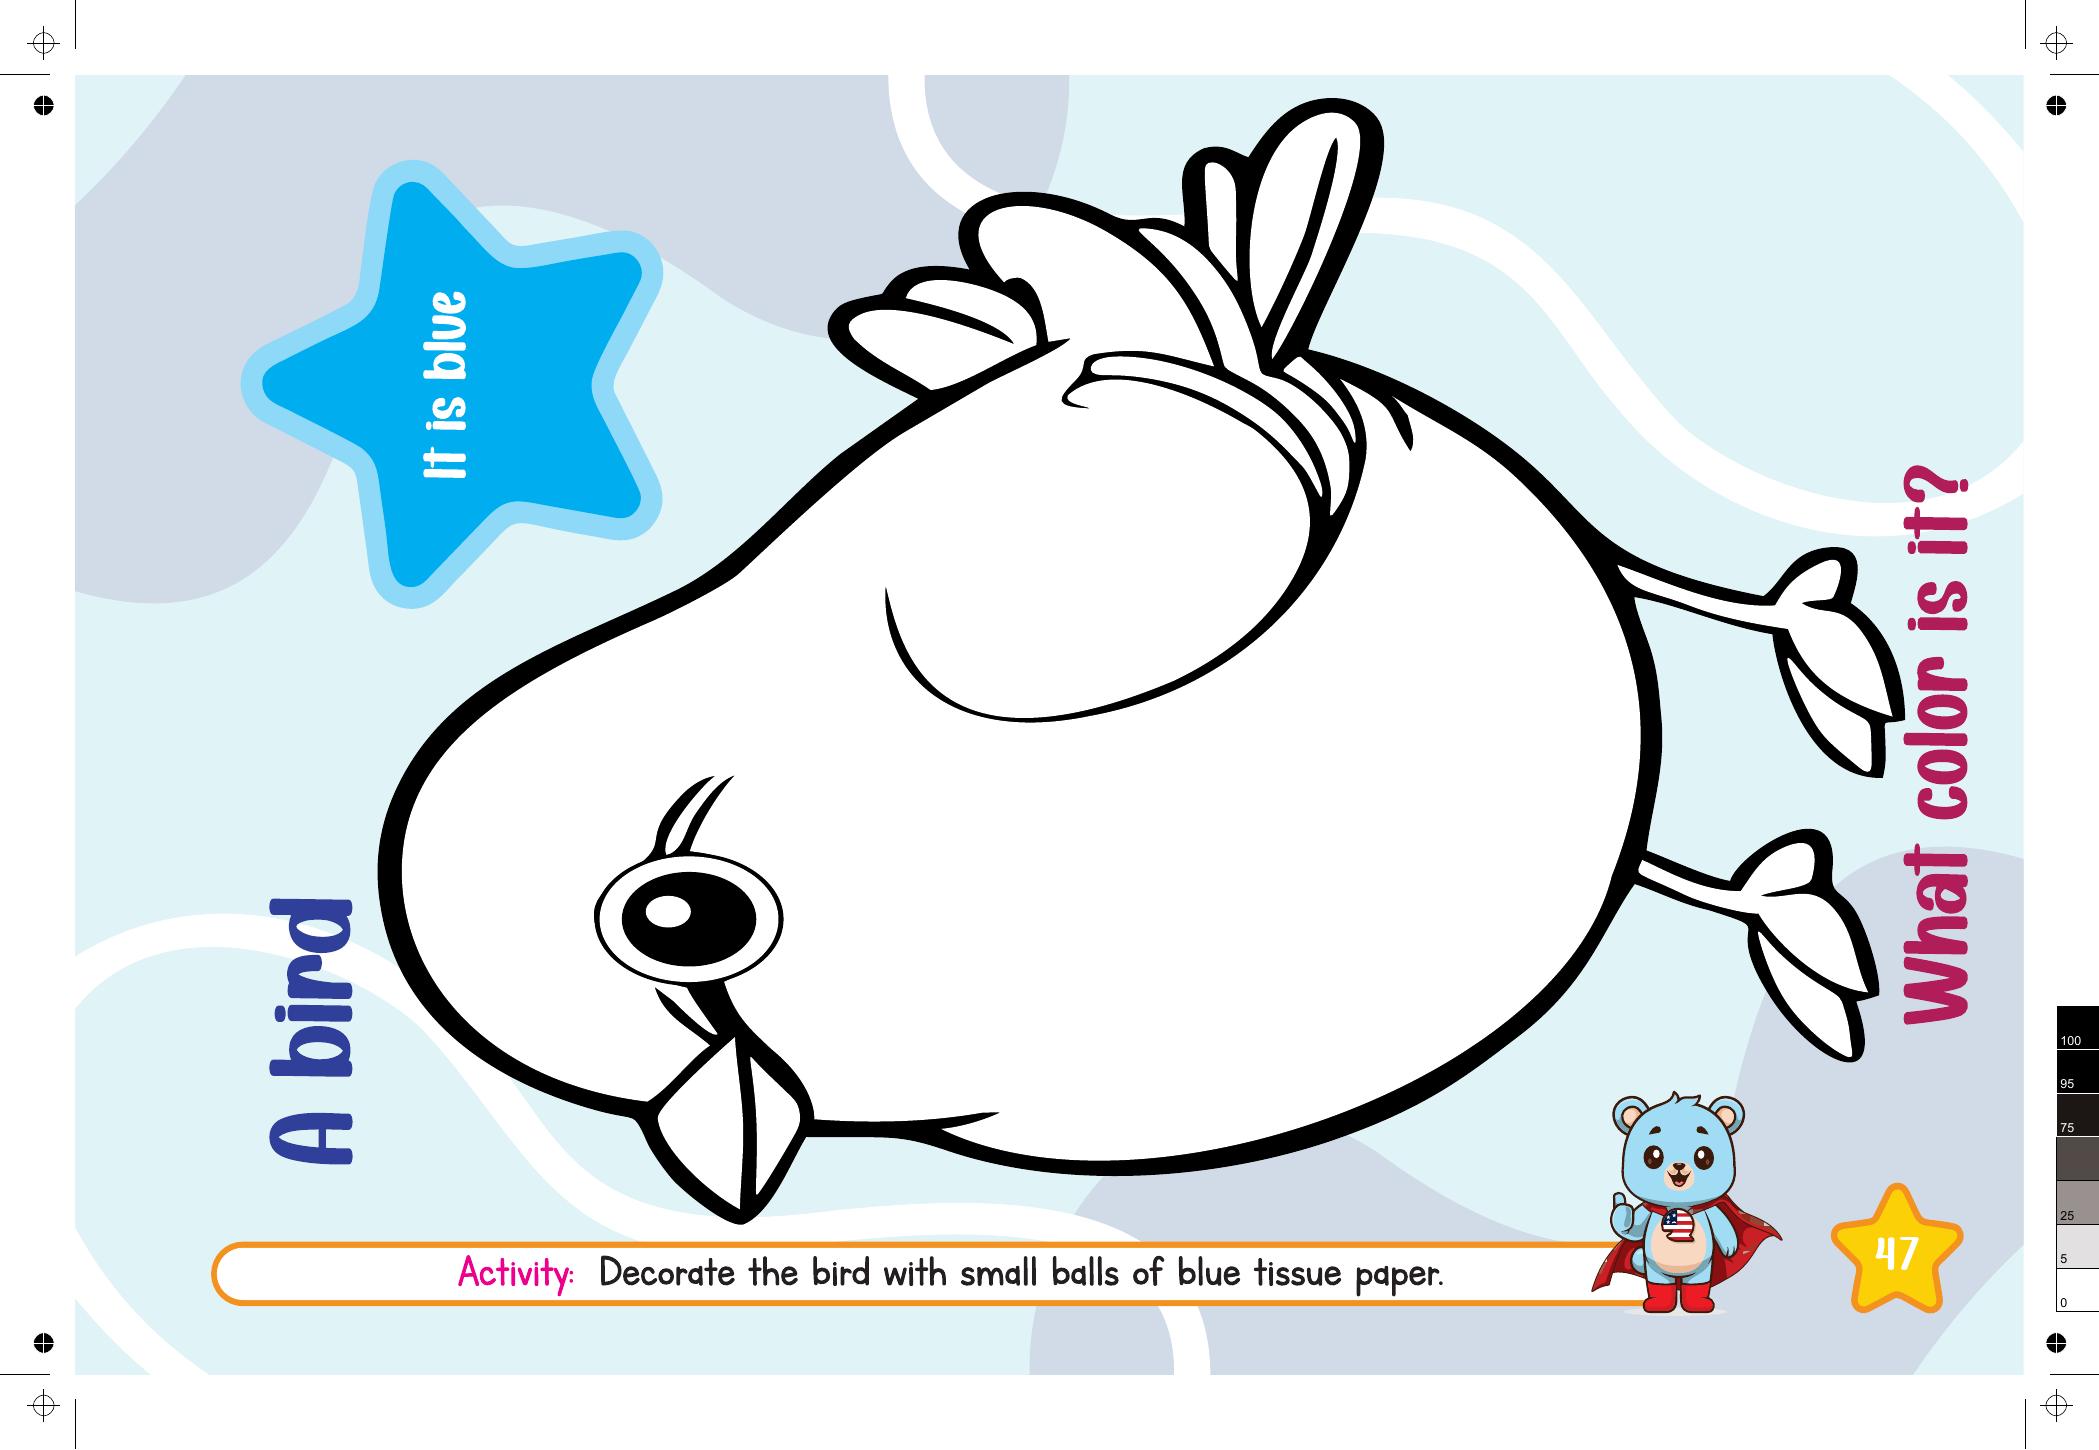 What color is it?
A bird
It is blue
Activity: Decorate the bird with small balls of blue tissue paper.
47
100
95
75
25
5
0